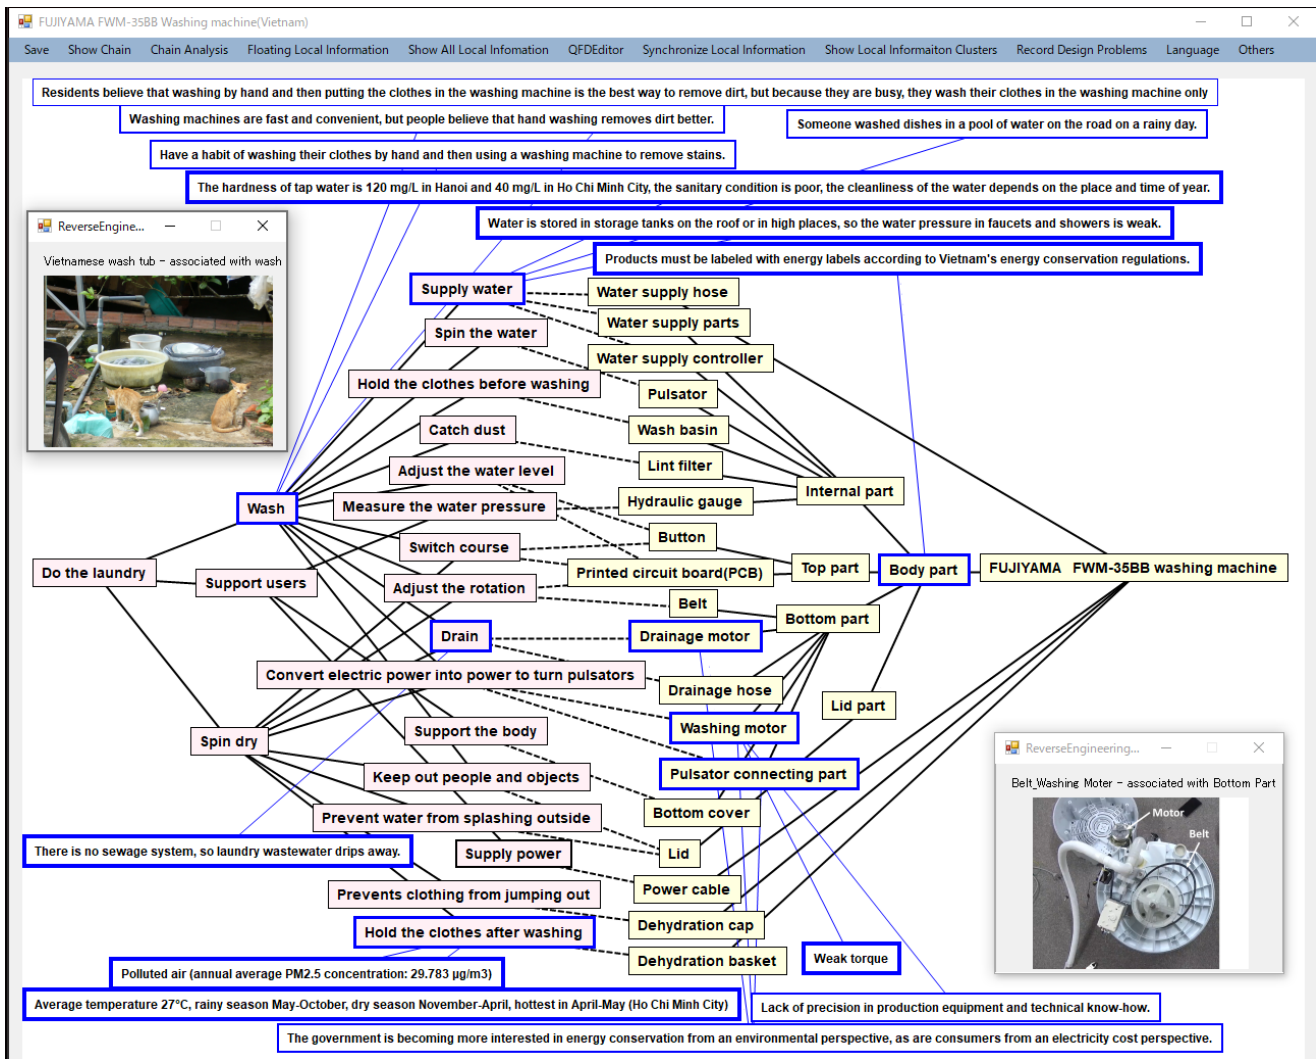 FUJIYAMA FWM-35BB Washing machine(Vietnam)
Save Show Chain Chain Analysis Floating Local Information Show All Local Infomation QFDEditor Synchronize Local Information Show Local Informaiton Clusters Record Design Problems Language Others
Residents believe that washing by hand and then putting the clothes in the washing machine is the best way to remove dirt, but because they are busy, they wash their clothes in the washing machine only
Washing machines are fast and convenient, but people believe that hand washing removes dirt better.
Someone washed dishes in a pool of water on the road on a rainy day.
Have a habit of washing their clothes by hand and then using a washing machine to remove stains.
The hardness of tap water is 120 mg/L in Hanoi and 40 mg/L in Ho Chi Minh City, the sanitary condition is poor, the cleanliness of the water depends on the place and time of year.
Water is stored in storage tanks on the roof or in high places, so the water pressure in faucets and showers is weak.
Products must be labeled with energy labels according to Vietnam's energy conservation regulations.
ReverseEngine...
Vietnamese wash tub - associated with wash
Supply water
Water supply hose
Spin the water
Water supply parts
Water supply controller
Hold the clothes before washing
Pulsator
Catch dust
Wash basin
Adjust the water level
Lint filter
Internal part
Wash
Measure the water pressure
Hydraulic gauge
Switch course
Button
Do the laundry
Support users
Adjust the rotation
Printed circuit board(PCB)
Top part
Body part
FUJIYAMA FWM-35BB washing machine
Belt
Bottom part
Drain
Drainage motor
Convert electric power into power to turn pulsators
Drainage hose
Lid part
Spin dry
Support the body
Washing motor
Keep out people and objects
Pulsator connecting part
Prevent water from splashing outside
Bottom cover
There is no sewage system, so laundry wastewater drips away.
Supply power
Lid
Prevents clothing from jumping out
Power cable
Hold the clothes after washing
Dehydration cap
Dehydration basket
Weak torque
ReverseEngineering...
Belt_Washing Moter - associated with Bottom Part
Motor
Belt
Polluted air (annual average PM2.5 concentration: 29.783 µg/m3)
Average temperature 27°C, rainy season May-October, dry season November-April, hottest in April-May (Ho Chi Minh City)
Lack of precision in production equipment and technical know-how.
The government is becoming more interested in energy conservation from an environmental perspective, as are consumers from an electricity cost perspective.